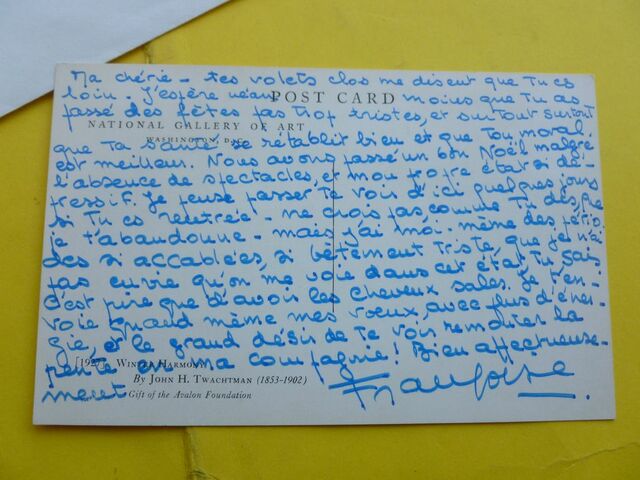 Ma chérie - tes volets clos me disent que tu es
loin. J'espère néanmoins que tu as
POST CARD
passé des fêtes pas trop tristes, et surtout surtout
NATIONAL GALLERY OF ART
WASHINGTON, D.C.
que ta santé se rétablit bien et que ton moral
est meilleur. Nous avons passé un bon Noël malgré
l'absence de spectacles, et mon propre état si dé-
pressif. Je pense passer te voir d'ici quelques jours
si tu es rentrée - ne crois pas, comme tu dis, que
je t'abandonne - mais j'ai moi-même des pério-
des si accablées, si bêtement triste, que je n'ai
pas envie qu'on me voie dans cet état, tu sais
c'est pire que d'avoir les cheveux sales. Je t'en-
voie quand même mes vœux, avec plus d'éner-
gie, et le grand désir de te voir remonter la
pente en ma compagnie! Bien affectueuse-
ment
Françoise.
WINTER HARMONY
By JOHN H. TWACHTMAN (1853-1902)
Gift of the Avalon Foundation